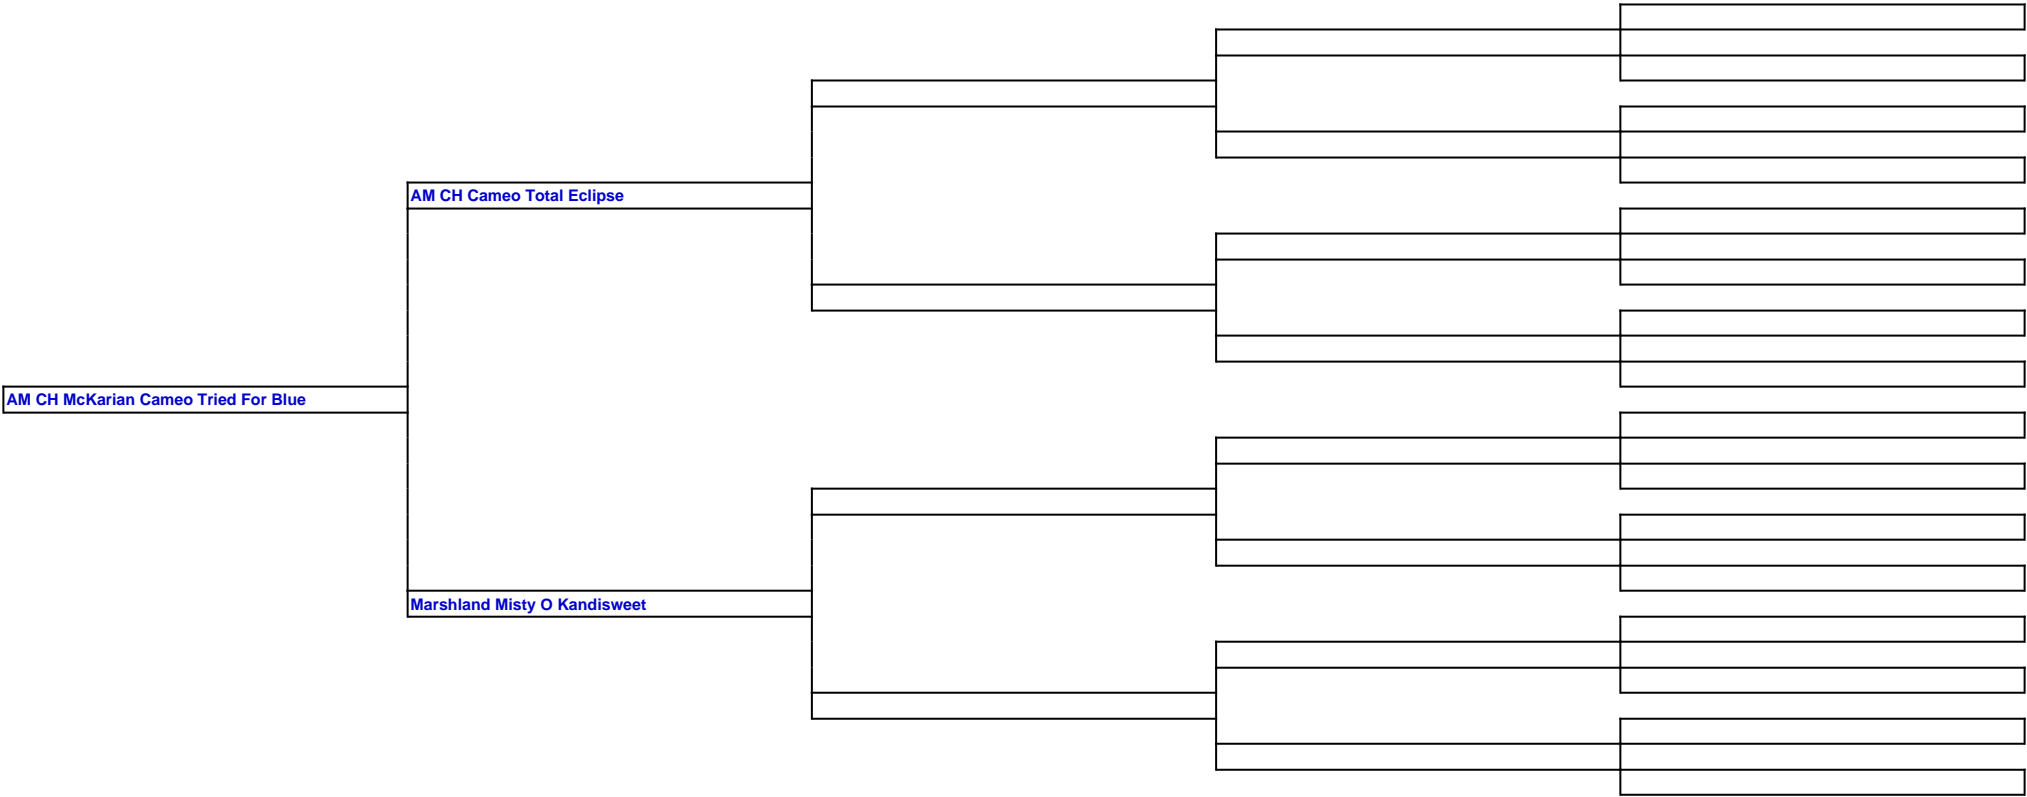 AM CH Cameo Total Eclipse
AM CH McKarian Cameo Tried For Blue
Marshland Misty O Kandisweet